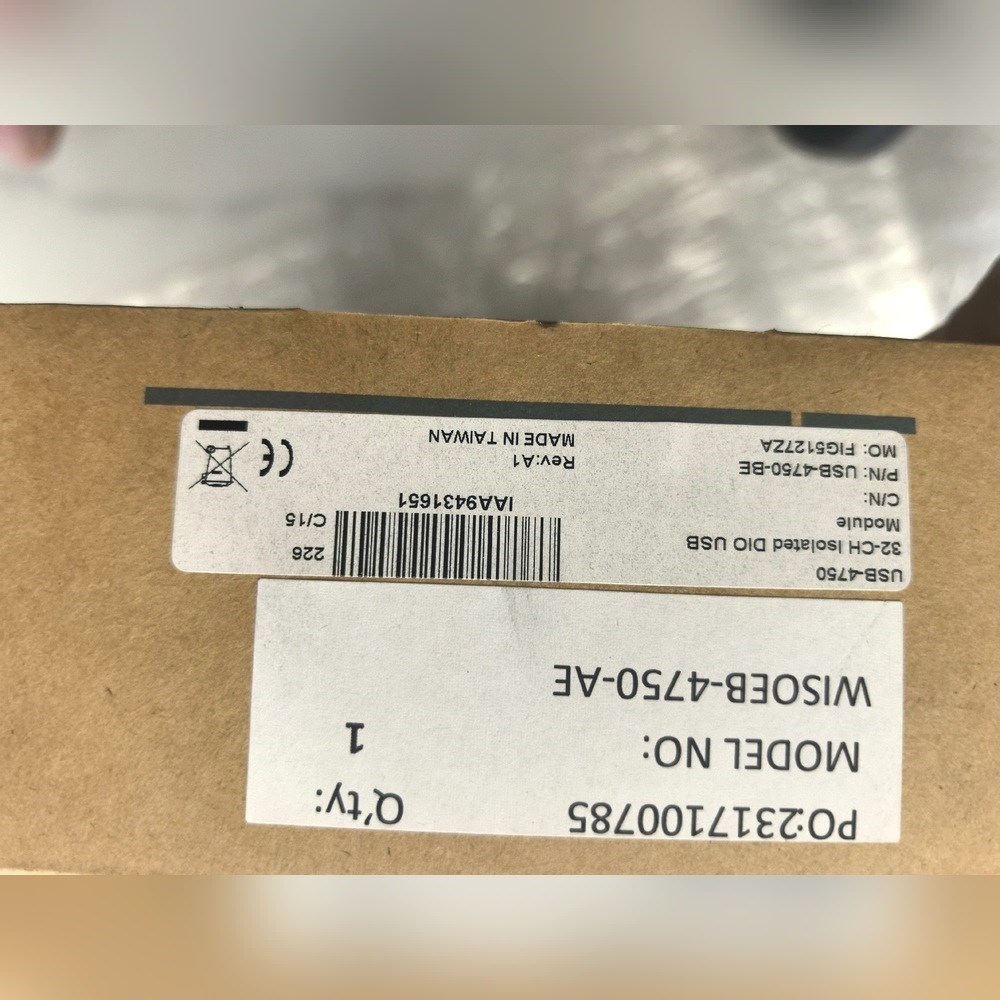 PO:2317100785
Q'ty:
MODEL NO:
1
WISOEB-4750-AE
USB-4750
32-CH Isolated DIO USB
Module
C/N:
P/N: USB-4750-BE
MO: FIG5127ZA
226
C/15
IAA9431651
Rev:A1
MADE IN TAIWAN
CE